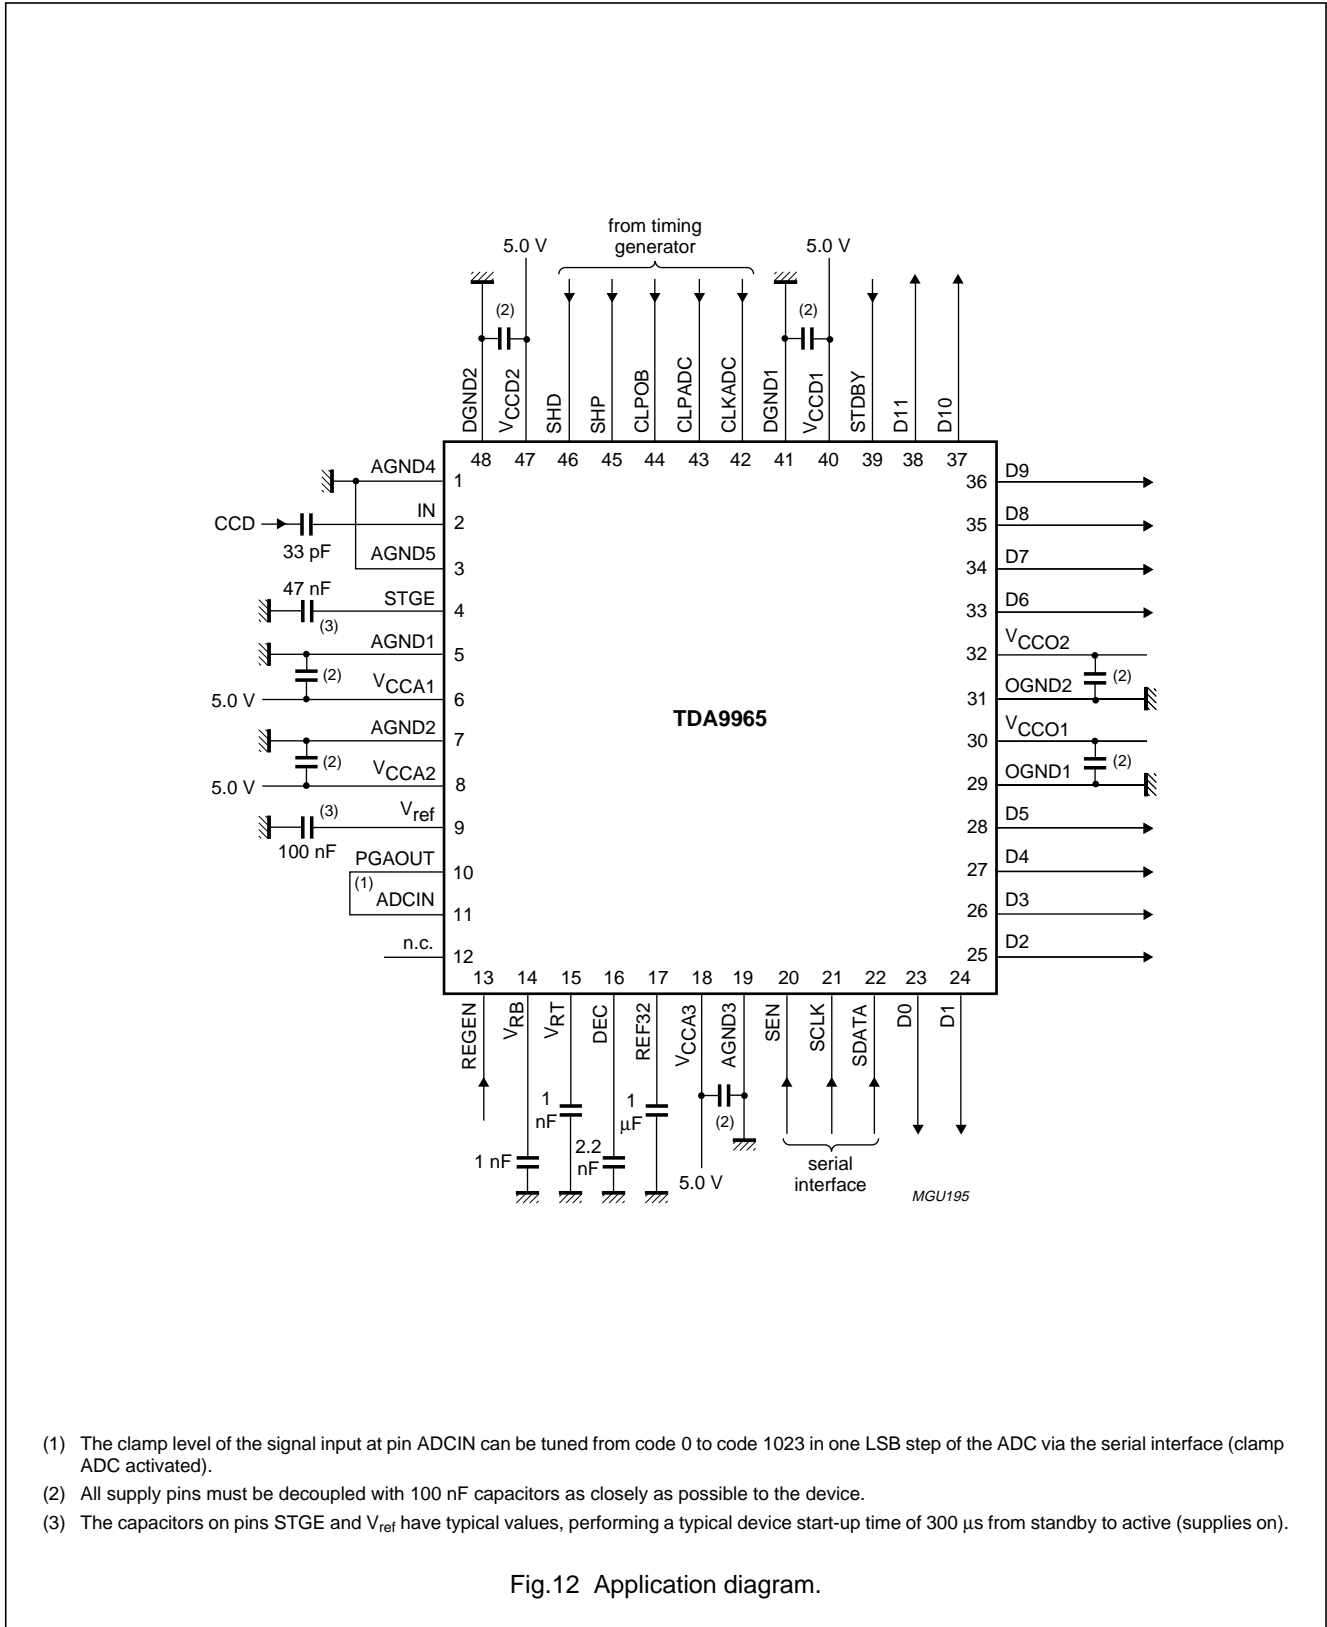 from timing
generator
5.0 V
5.0 V
(2)
(2)
DGND2
VCCD2
SHD
SHP
CLPOB
CLPADC
CLKADC
DGND1
VCCD1
STDBY
D11
D10
48 47 46 45 44 43 42 41 40 39 38 37
AGND4
1
CCD
IN
2
33 pF
AGND5
3
47 nF
STGE
4
(3)
AGND1
5
(2)
5.0 V
VCCA1
6
AGND2
7
(2)
5.0 V
VCCA2
8
(3)
Vref
9
100 nF
PGAOUT
10
(1)
ADCIN
11
n.c.
12
TDA9965
36 D9
35 D8
34 D7
33 D6
32 VCCO2
(2)
31 OGND2
30 VCCO1
(2)
29 OGND1
28 D5
27 D4
26 D3
25 D2
13 14 15 16 17 18 19 20 21 22 23 24
REGEN
VRB
VRT
DEC
REF32
VCCA3
AGND3
SEN
SCLK
SDATA
D0
D1
1 nF
1
nF
2.2
nF
1
μF
(2)
5.0 V
serial
interface
MGU195
(1) The clamp level of the signal input at pin ADCIN can be tuned from code 0 to code 1023 in one LSB step of the ADC via the serial interface (clamp
ADC activated).
(2) All supply pins must be decoupled with 100 nF capacitors as closely as possible to the device.
(3) The capacitors on pins STGE and Vref have typical values, performing a typical device start-up time of 300 μs from standby to active (supplies on).
Fig.12 Application diagram.